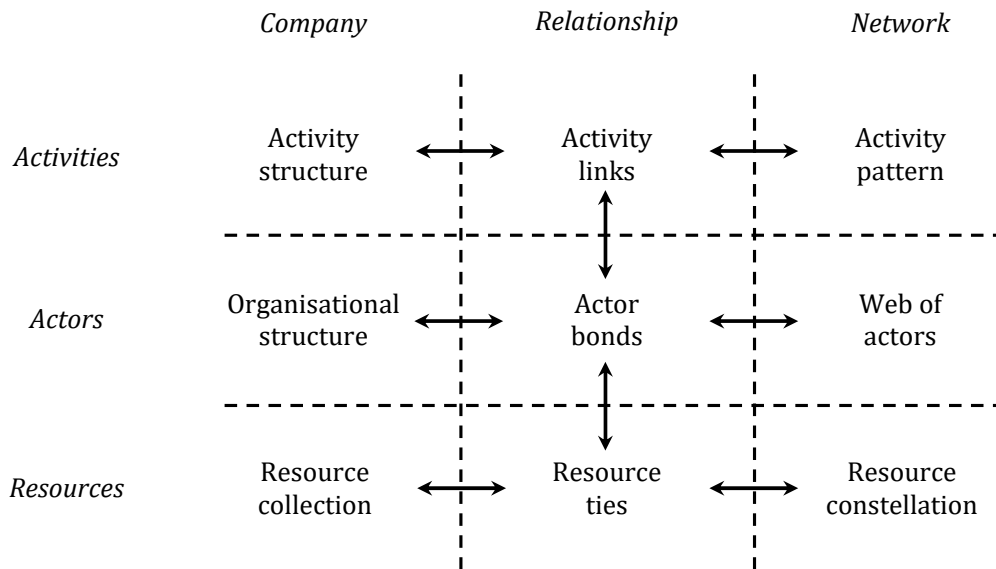 Company Relationship Network
Activities
Activity structure
Activity links
Activity pattern
Actors
Organisational structure
Actor bonds
Web of actors
Resources
Resource collection
Resource ties
Resource constellation